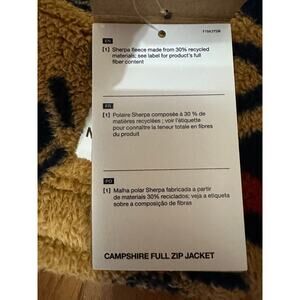 EN
[1] Sherpa fleece made from 30% recycled
materials; see label for product's full
fiber content
FR
[1] Polaire Sherpa composée à 30 % de
matières recyclées ; voir l'étiquette
pour connaître la teneur totale en fibres
du produit
PO
[1] Malha polar Sherpa fabricada a partir
de materiais 30% reciclados; veja a etiqueta
sobre a composição de fibras
CAMPSHIRE FULL ZIP JACKET